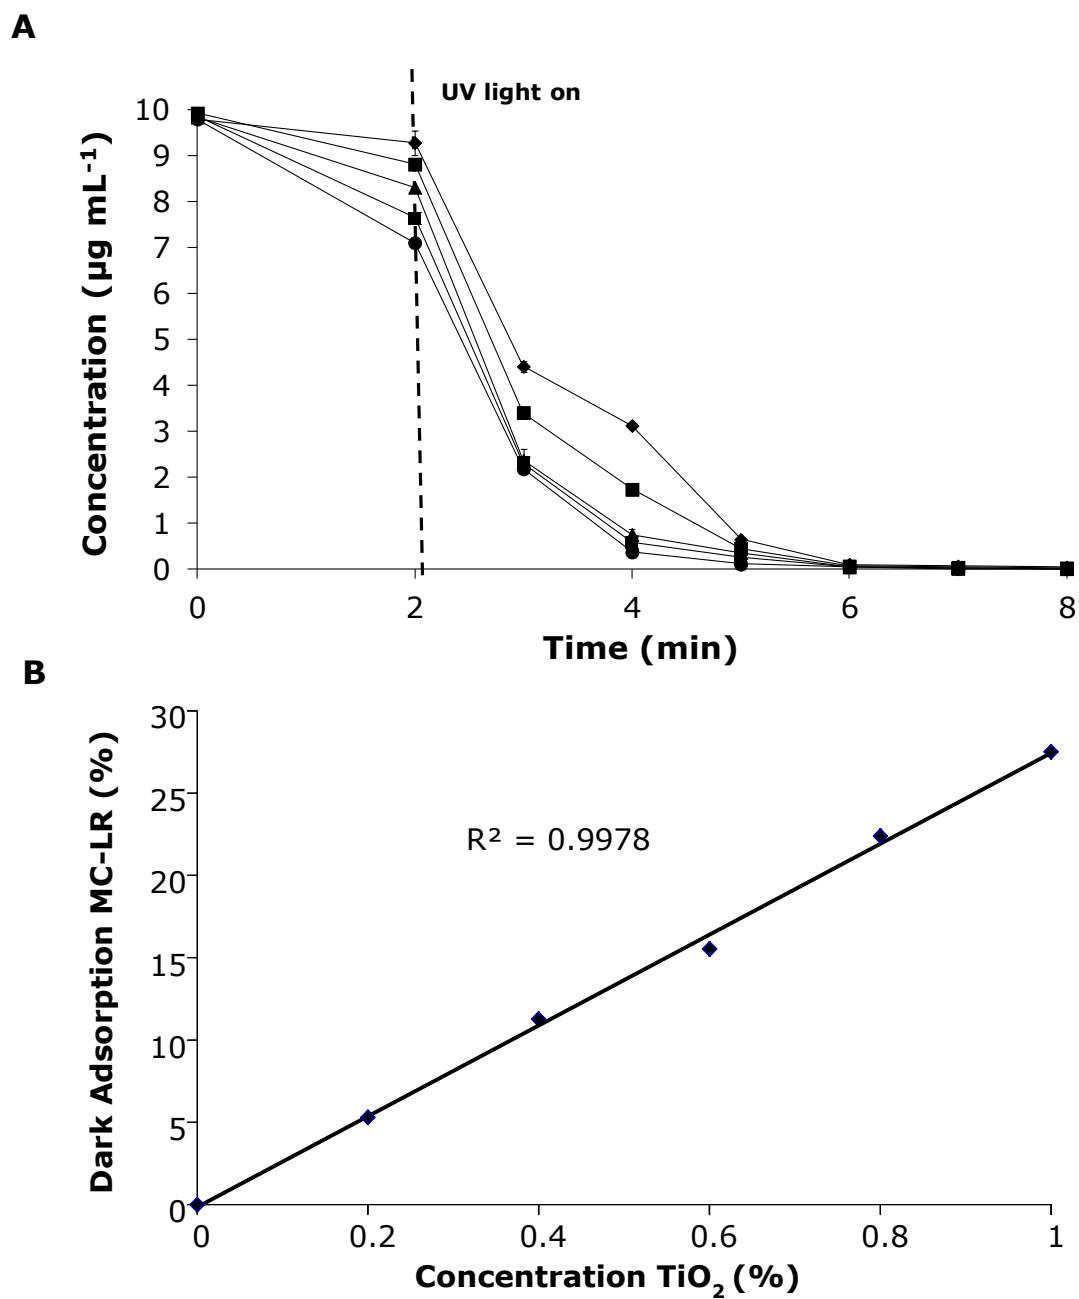 A
UV light on
10
9
8
7
6
5
4
3
2
1
0
Concentration (µg mL⁻¹)
0 2 4 6 8
Time (min)
B
30
25
20
15
10
5
0
Dark Adsorption MC-LR (%)
R² = 0.9978
0 0.2 0.4 0.6 0.8 1
Concentration TiO₂ (%)